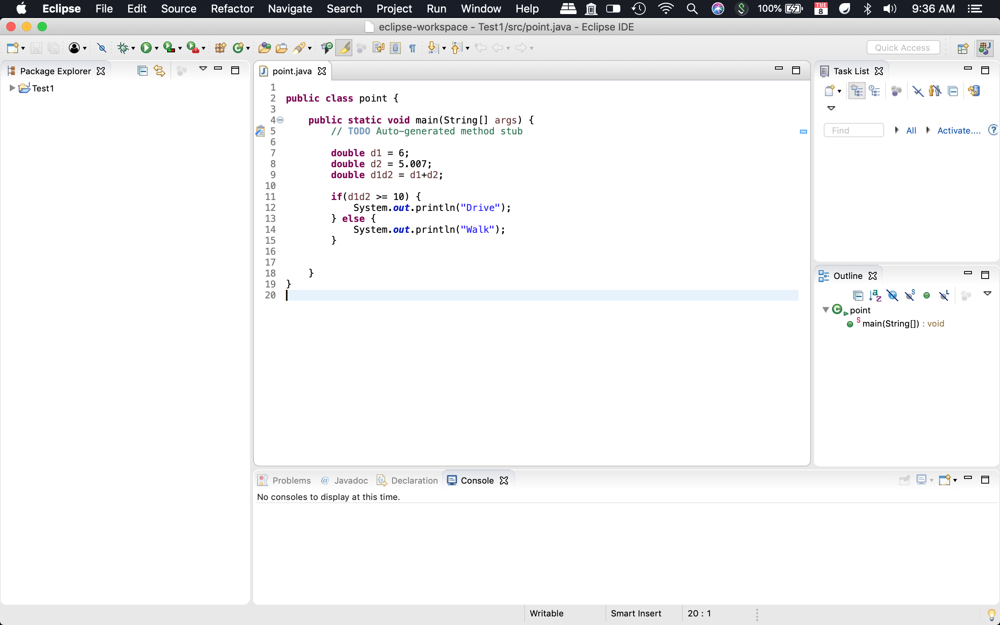 Eclipse File Edit Source Refactor Navigate Search Project Run Window Help 100% TUE 8 9:36 AM
eclipse-workspace - Test1/src/point.java - Eclipse IDE
Quick Access
Package Explorer
Test1
point.java
1
2 public class point {
3
4 public static void main(String[] args) {
5 // TODO Auto-generated method stub
6
7 double d1 = 6;
8 double d2 = 5.007;
9 double d1d2 = d1+d2;
10
11 if(d1d2 >= 10) {
12 System.out.println("Drive");
13 } else {
14 System.out.println("Walk");
15 }
16
17
18 }
19 }
20
Task List
Find All Activate....
Outline
point
main(String[]) : void
Problems @ Javadoc Declaration Console
No consoles to display at this time.
Writable Smart Insert 20 : 1